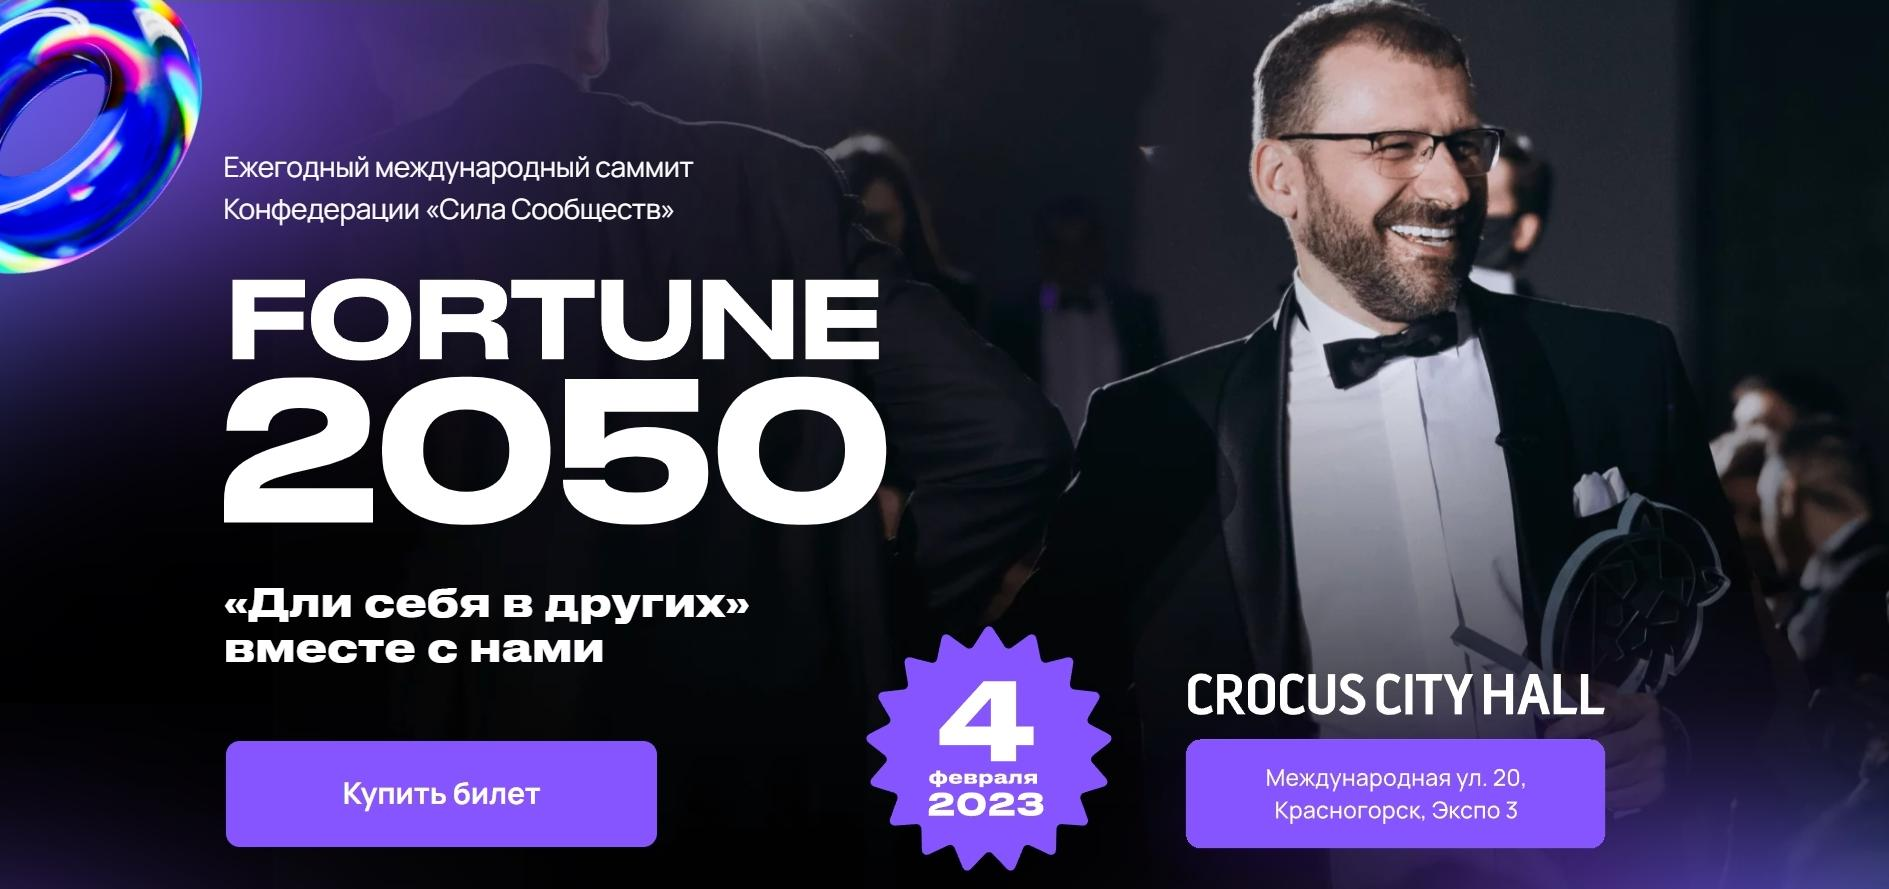 Ежегодный международный саммит
Конфедерации «Сила Сообществ»
FORTUNE
2050
«Дли себя в других»
вместе с нами
Купить билет
4
февраля
2023
CROCUS CITY HALL
Международная ул. 20,
Красногорск, Экспо 3